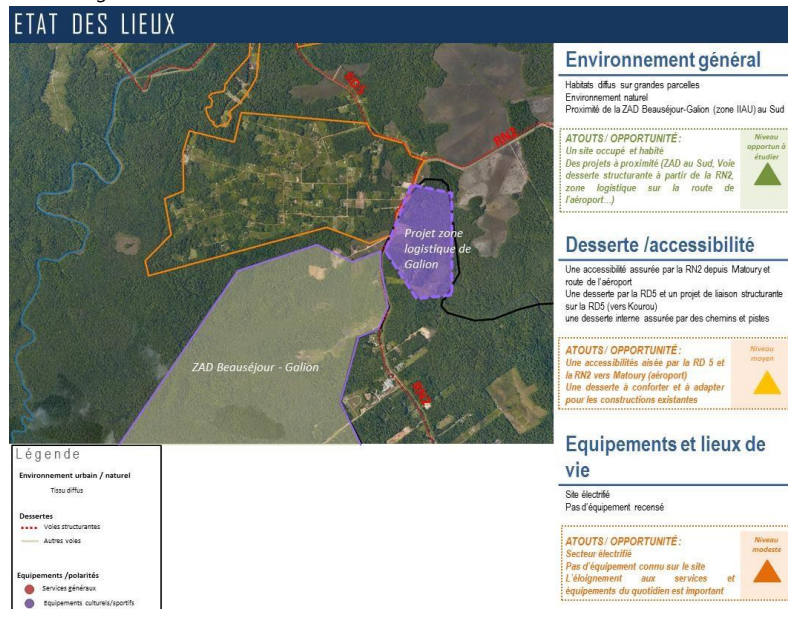 ETAT DES LIEUX
RD5
RN2
Projet zone
logistique de
Galion
ZAD Beauséjour - Galion
RN2
Légende
Environnement urbain / naturel
Tissu diffus
Dessertes
Voies structurantes
Autres voies
Equipements /polarités
Services généraux
Equipements culturels/sportifs
Environnement général
Habitats diffus sur grandes parcelles
Environnement naturel
Proximité de la ZAD Beauséjour-Galion (zone IIAU) au Sud
ATOUTS / OPPORTUNITÉ :
Un site occupé et habité
Des projets à proximité (ZAD au Sud, Voie
desserte structurante à partir de la RN2,
zone logistique sur la route de
l'aéroport...)
Niveau
opportun à
étudier
Desserte /accessibilité
Une accessibilité assurée par la RN2 depuis Matoury et
route de l'aéroport
Une desserte par la RD5 et un projet de liaison structurante
sur la RD5 (vers Kourou)
une desserte interne assurée par des chemins et pistes
ATOUTS / OPPORTUNITÉ :
Une accessibilités aisée par la RD 5 et
la RN2 vers Matoury (aéroport)
Une desserte à conforter et à adapter
pour les constructions existantes
Niveau
moyen
Equipements et lieux de
vie
Site électrifié
Pas d'équipement recensé
ATOUTS / OPPORTUNITÉ :
Secteur électrifié
Pas d'équipement connu sur le site
L'éloignement aux services et
équipements du quotidien est important
Niveau
modeste